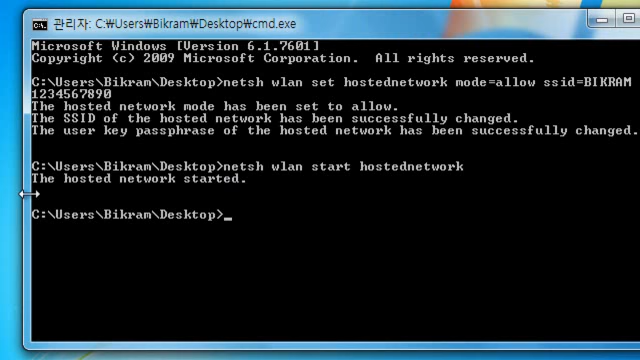 관리자: C:₩Users₩Bikram₩Desktop₩cmd.exe
Microsoft Windows [Version 6.1.7601]
Copyright (c) 2009 Microsoft Corporation.  All rights reserved.
C:\Users\Bikram\Desktop>netsh wlan set hostednetwork mode=allow ssid=BIKRAM
1234567890
The hosted network mode has been set to allow.
The SSID of the hosted network has been successfully changed.
The user key passphrase of the hosted network has been successfully changed.
C:\Users\Bikram\Desktop>netsh wlan start hostednetwork
The hosted network started.
C:\Users\Bikram\Desktop>_